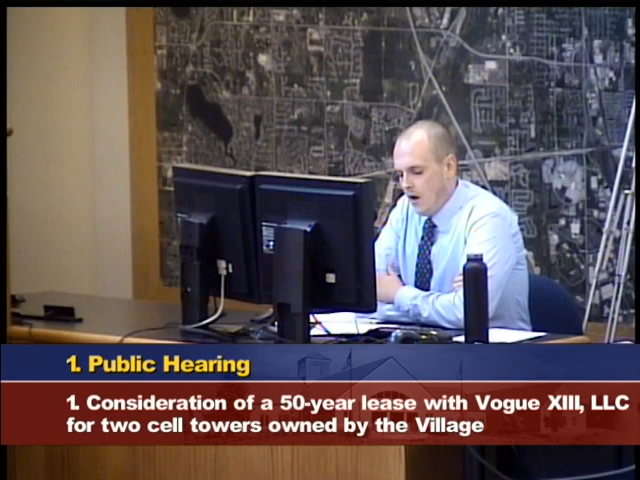 1. Public Hearing
1. Consideration of a 50-year lease with Vogue XIII, LLC
for two cell towers owned by the Village